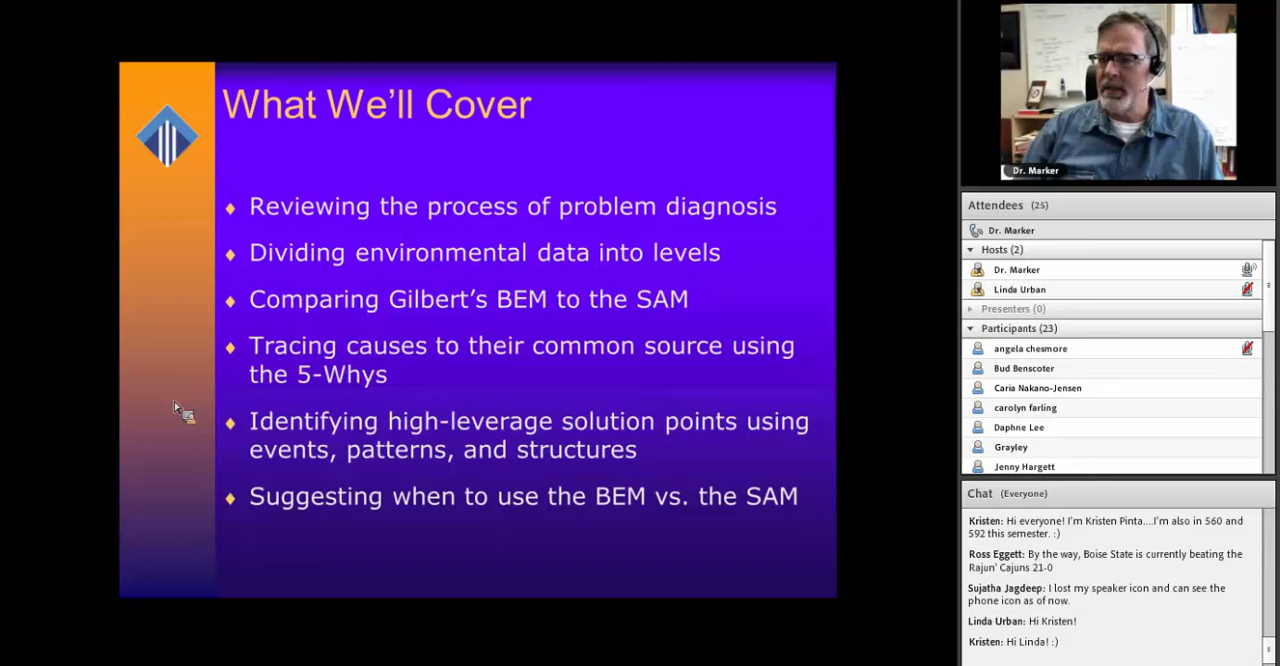 What We'll Cover
Reviewing the process of problem diagnosis
Dividing environmental data into levels
Comparing Gilbert's BEM to the SAM
Tracing causes to their common source using
the 5-Whys
Identifying high-leverage solution points using
events, patterns, and structures
Suggesting when to use the BEM vs. the SAM
Dr. Marker
Attendees (25)
Dr. Marker
Hosts (2)
Dr. Marker
Linda Urban
Presenters (0)
Participants (23)
angela chesmore
Bud Benscoter
Caria Nakano-Jensen
carolyn farling
Daphne Lee
Grayley
Jenny Hargett
Chat (Everyone)
Kristen: Hi everyone! I'm Kristen Pinta....I'm also in 560 and
592 this semester. :)
Ross Eggett: By the way, Boise State is currently beating the
Rajun' Cajuns 21-0
Sujatha Jagdeep: I lost my speaker icon and can see the
phone icon as of now.
Linda Urban: Hi Kristen!
Kristen: Hi Linda! :)